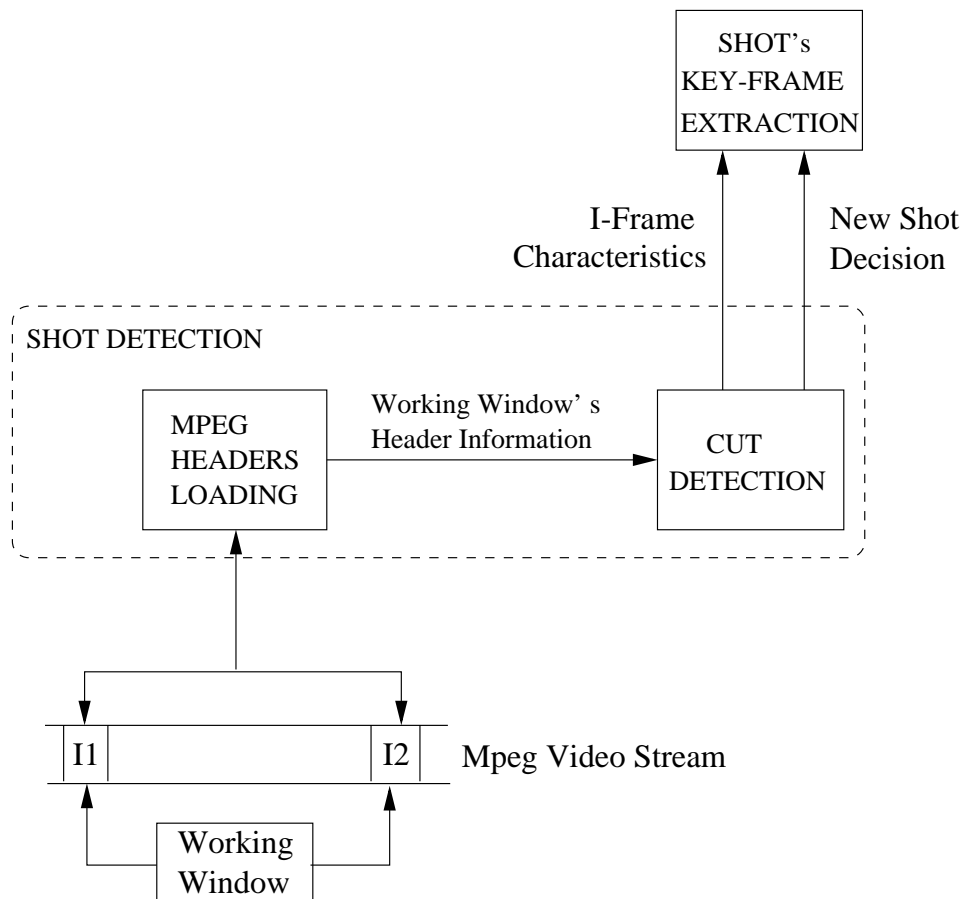 SHOT's
KEY-FRAME
EXTRACTION
I-Frame
Characteristics
New Shot
Decision
SHOT DETECTION
MPEG
HEADERS
LOADING
Working Window' s
Header Information
CUT
DETECTION
I1
I2
Mpeg Video Stream
Working
Window